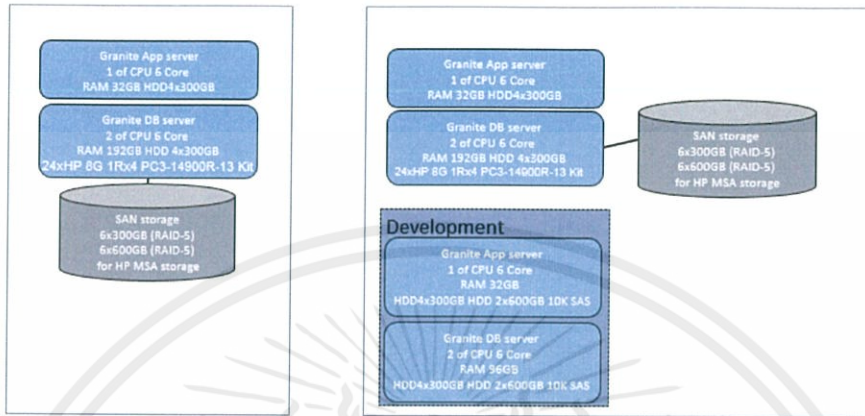 Granite App server
1 of CPU 6 Core
RAM 32GB HDD4x300GB
Granite DB server
2 of CPU 6 Core
RAM 192GB HDD 4x300GB
24xHP 8G 1Rx4 PC3-14900R-13 Kit
SAN storage
6x300GB (RAID-5)
6x600GB (RAID-5)
for HP MSA storage
Granite App server
1 of CPU 6 Core
RAM 32GB HDD4x300GB
Granite DB server
2 of CPU 6 Core
RAM 192GB HDD 4x300GB
24xHP 8G 1Rx4 PC3-14900R-13 Kit
SAN storage
6x300GB (RAID-5)
6x600GB (RAID-5)
for HP MSA storage
Development
Granite App server
1 of CPU 6 Core
RAM 32GB
HDD4x300GB HDD 2x600GB 10K SAS
Granite DB server
2 of CPU 6 Core
RAM 96GB
HDD4x300GB HDD 2x600GB 10K SAS